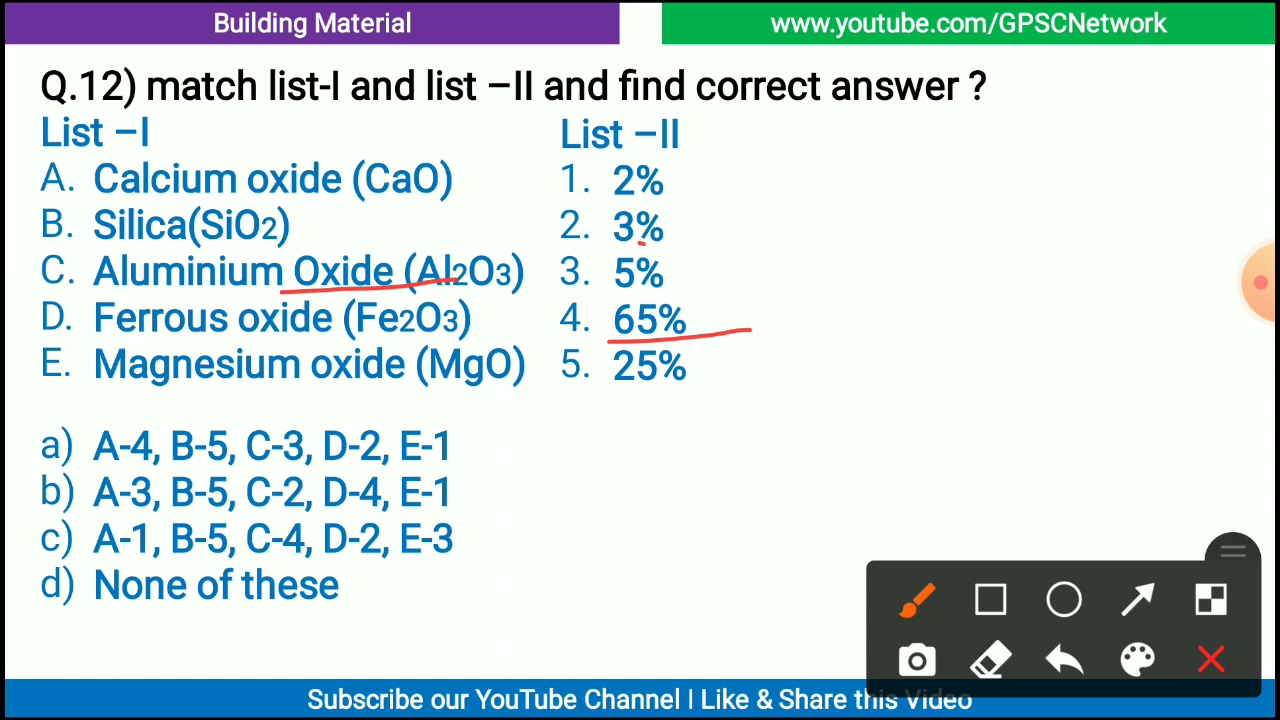 Building Material
www.youtube.com/GPSCNetwork
Q.12) match list-I and list –II and find correct answer ?
List –I
A. Calcium oxide (CaO)
B. Silica(SiO2)
C. Aluminium Oxide (Al2O3)
D. Ferrous oxide (Fe2O3)
E. Magnesium oxide (MgO)
List –II
1. 2%
2. 3%
3. 5%
4. 65%
5. 25%
a) A-4, B-5, C-3, D-2, E-1
b) A-3, B-5, C-2, D-4, E-1
c) A-1, B-5, C-4, D-2, E-3
d) None of these
Subscribe our YouTube Channel I Like & Share this Video